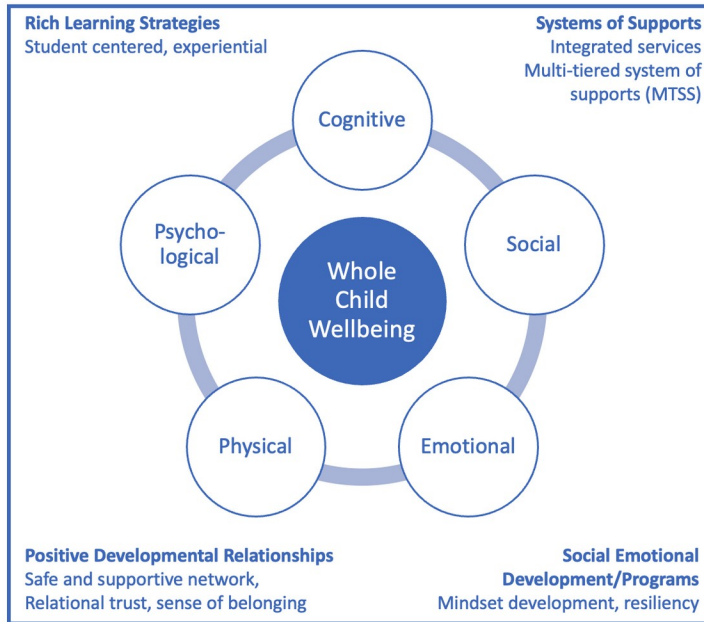 Rich Learning Strategies
Student centered, experiential
Systems of Supports
Integrated services
Multi-tiered system of
supports (MTSS)
Cognitive
Psycho-
logical
Social
Whole
Child
Wellbeing
Physical
Emotional
Positive Developmental Relationships
Safe and supportive network,
Relational trust, sense of belonging
Social Emotional
Development/Programs
Mindset development, resiliency